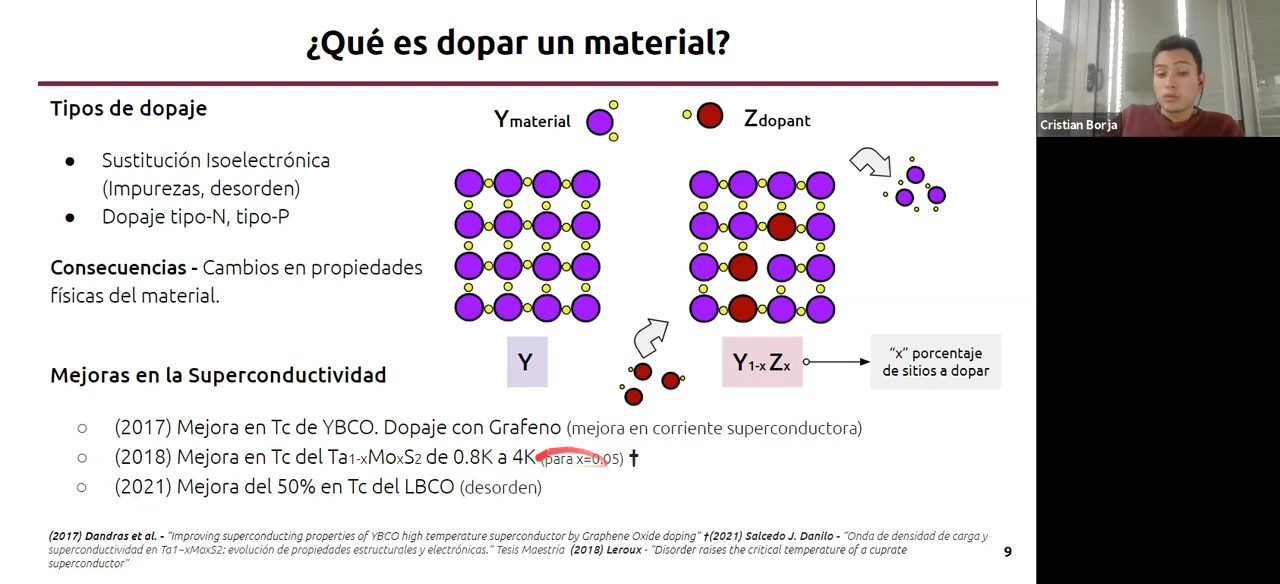 ¿Qué es dopar un material?
Tipos de dopaje
● Sustitución Isoelectrónica
(Impurezas, desorden)
● Dopaje tipo-N, tipo-P
Consecuencias - Cambios en propiedades
físicas del material.
Ymaterial
Zdopant
Y
Y1-x Zx
"x" porcentaje
de sitios a dopar
Mejoras en la Superconductividad
○ (2017) Mejora en Tc de YBCO. Dopaje con Grafeno (mejora en corriente superconductora)
○ (2018) Mejora en Tc del Ta1-xMoxS2 de 0.8K a 4K (para x=0.05) †
○ (2021) Mejora del 50% en Tc del LBCO (desorden)
(2017) Dandras et al. - "Improving superconducting properties of YBCO high temperature superconductor by Graphene Oxide doping" †(2021) Salcedo J. Danilo - "Onda de densidad de carga y
superconductividad en Ta1−xMoxS2: evolución de propiedades estructurales y electrónicas." Tesis Maestría (2018) Leroux - "Disorder raises the critical temperature of a cuprate
superconductor"
9
Cristian Borja